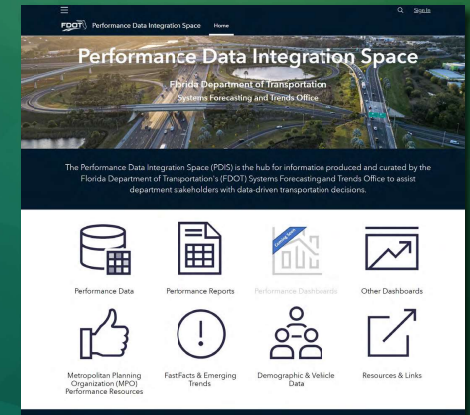 Sign In
FDOT Performance Data Integration Space Home
Performance Data Integration Space
Florida Department of Transportation
Systems Forecasting and Trends Office
The Performance Data Integration Space (PDIS) is the hub for information produced and curated by the
Florida Department of Transportation's (FDOT) Systems Forecasting and Trends Office to assist
department stakeholders with data-driven transportation decisions.
Coming Soon
Performance Data
Performance Reports
Performance Dashboards
Other Dashboards
Metropolitan Planning
Organization (MPO)
Performance Resources
FastFacts & Emerging
Trends
Demographic & Vehicle
Data
Resources & Links